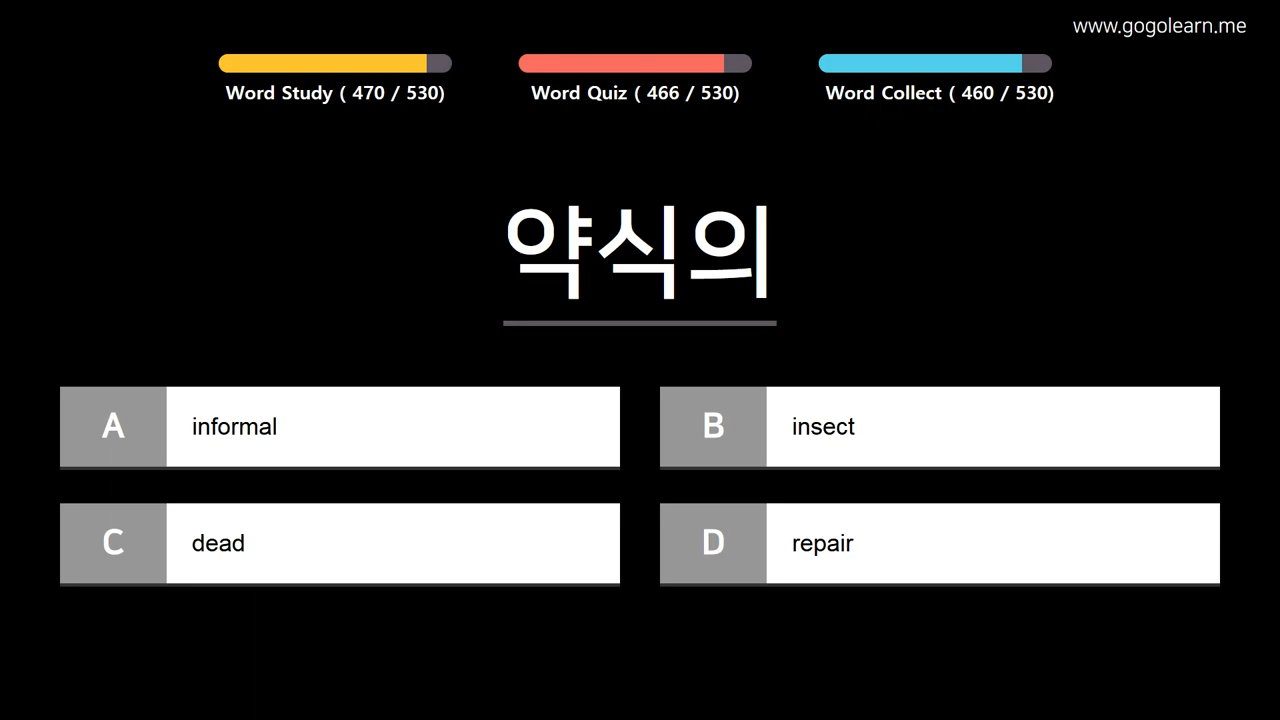 www.gogolearn.me
Word Study ( 470 / 530)
Word Quiz ( 466 / 530)
Word Collect ( 460 / 530)
약식의
A informal
B insect
C dead
D repair